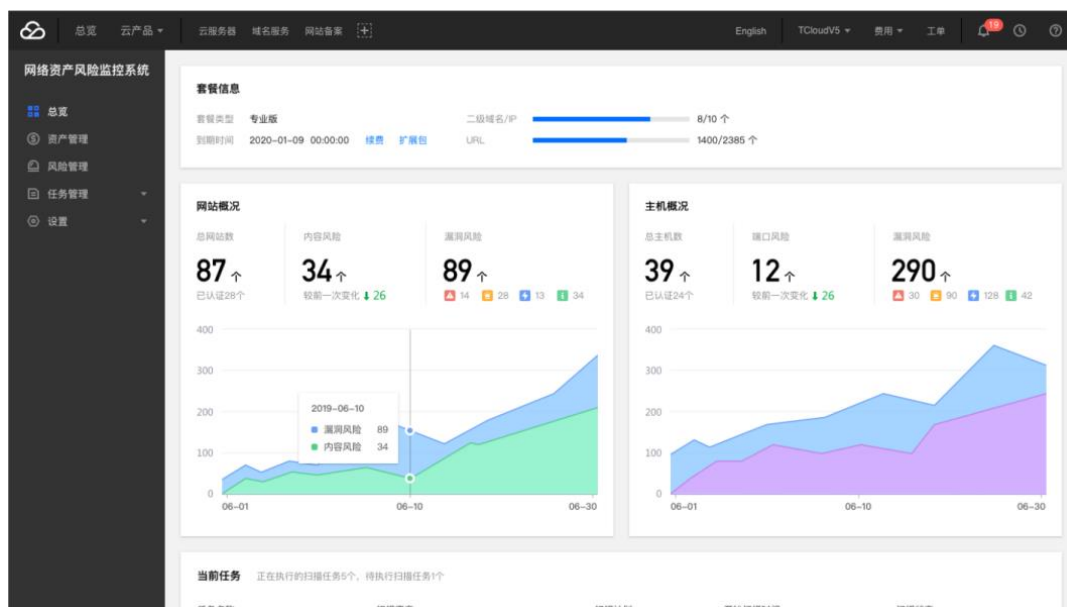 总览 云产品 云服务器 域名服务 网站备案 English TCloudV5 费用 工单 19
网络资产风险监控系统
总览
资产管理
风险管理
任务管理
设置
套餐信息
套餐类型 专业版 二级域名/IP 8/10 个
到期时间 2020-01-09 00:00:00 续费 扩展包 URL 1400/2385 个
网站概况
总网站数 内容风险 漏洞风险
87 个 34 个 89 个
已认证28个 较前一次变化 26 14 28 13 34
400
300
200
100
0
2019-06-10
漏洞风险 89
内容风险 34
06-01 06-10 06-30
主机概况
总主机数 端口风险 漏洞风险
39 个 12 个 290 个
已认证24个 较前一次变化 26 30 90 128 42
400
300
200
100
0
06-01 06-10 06-30
当前任务 正在执行的扫描任务5个，待执行扫描任务1个